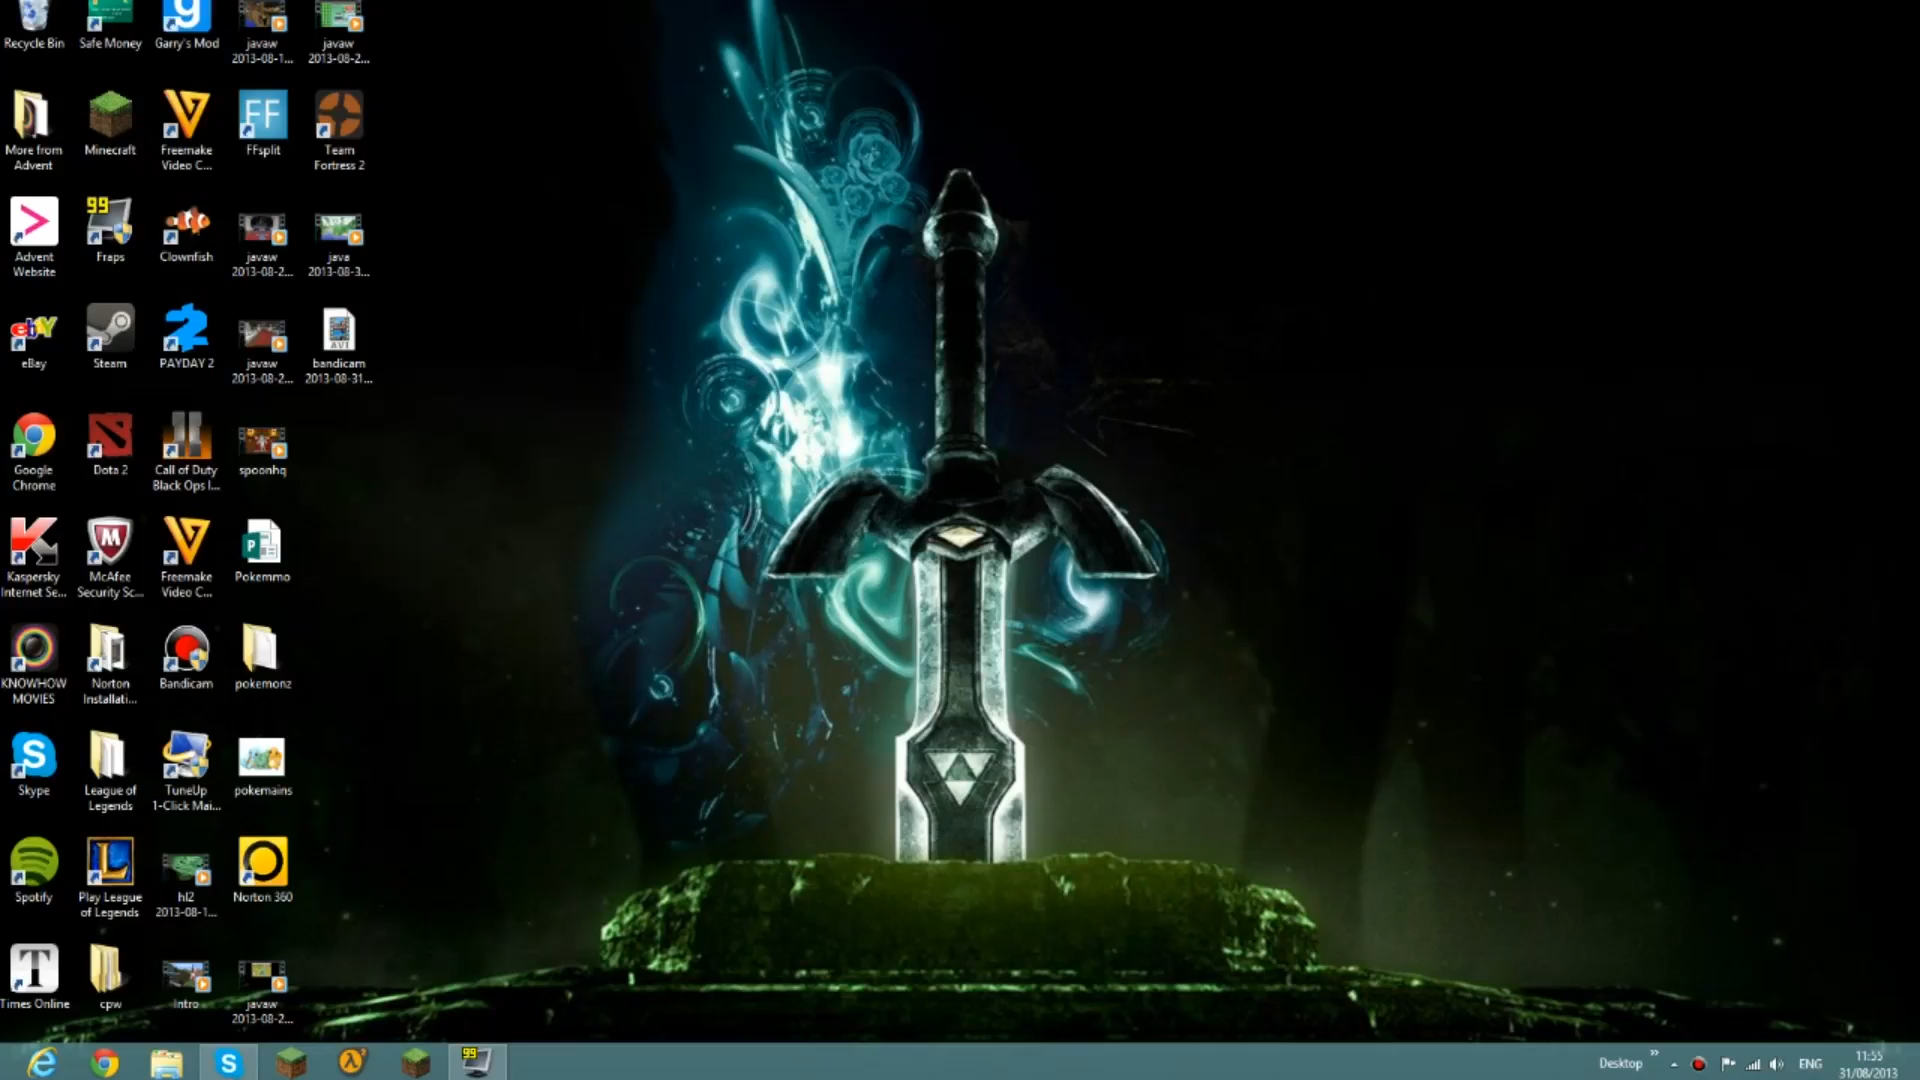 Recycle Bin
Safe Money
Garry's Mod
javaw
2013-08-1...
javaw
2013-08-2...
More from
Advent
Minecraft
Freemake
Video C...
FF
FFsplit
Team
Fortress 2
Advent
Website
99
Fraps
Clownfish
javaw
2013-08-2...
java
2013-08-3...
ebY
eBay
Steam
PAYDAY 2
javaw
2013-08-2...
AVI
bandicam
2013-08-31...
Google
Chrome
Dota 2
Call of Duty
Black Ops I...
spoonhq
Kaspersky
Internet Se...
McAfee
Security Sc...
Freemake
Video C...
Pokemmo
KNOWHOW
MOVIES
Norton
Installati...
Bandicam
pokemonz
Skype
League of
Legends
TuneUp
1-Click Mai...
pokemains
Spotify
Play League
of Legends
hl2
2013-08-1...
Norton 360
Times Online
cpw
Intro
javaw
2013-08-2...
99
Desktop
ENG
11:55
31/08/2013